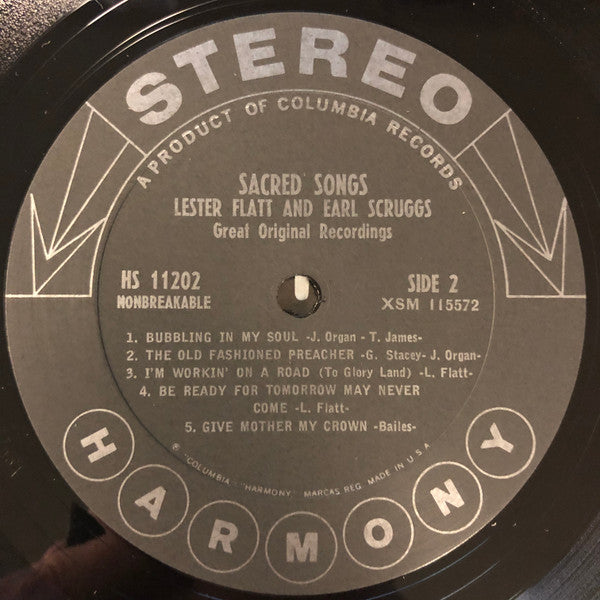 STEREO
A PRODUCT OF COLUMBIA RECORDS
SACRED SONGS
LESTER FLATT AND EARL SCRUGGS
Great Original Recordings
HS 11202
NONBREAKABLE
SIDE 2
XSM 115572
1. BUBBLING IN MY SOUL -J. Organ - T. James-
2. THE OLD FASHIONED PREACHER -G. Stacey- J. Organ-
3. I'M WORKIN' ON A ROAD (To Glory Land) -L. Flatt-
4. BE READY FOR TOMORROW MAY NEVER
COME -L. Flatt-
5. GIVE MOTHER MY CROWN -Bailes-
® "COLUMBIA - "HARMONY" MARCAS REG. MADE IN U.S.A
HARMONY